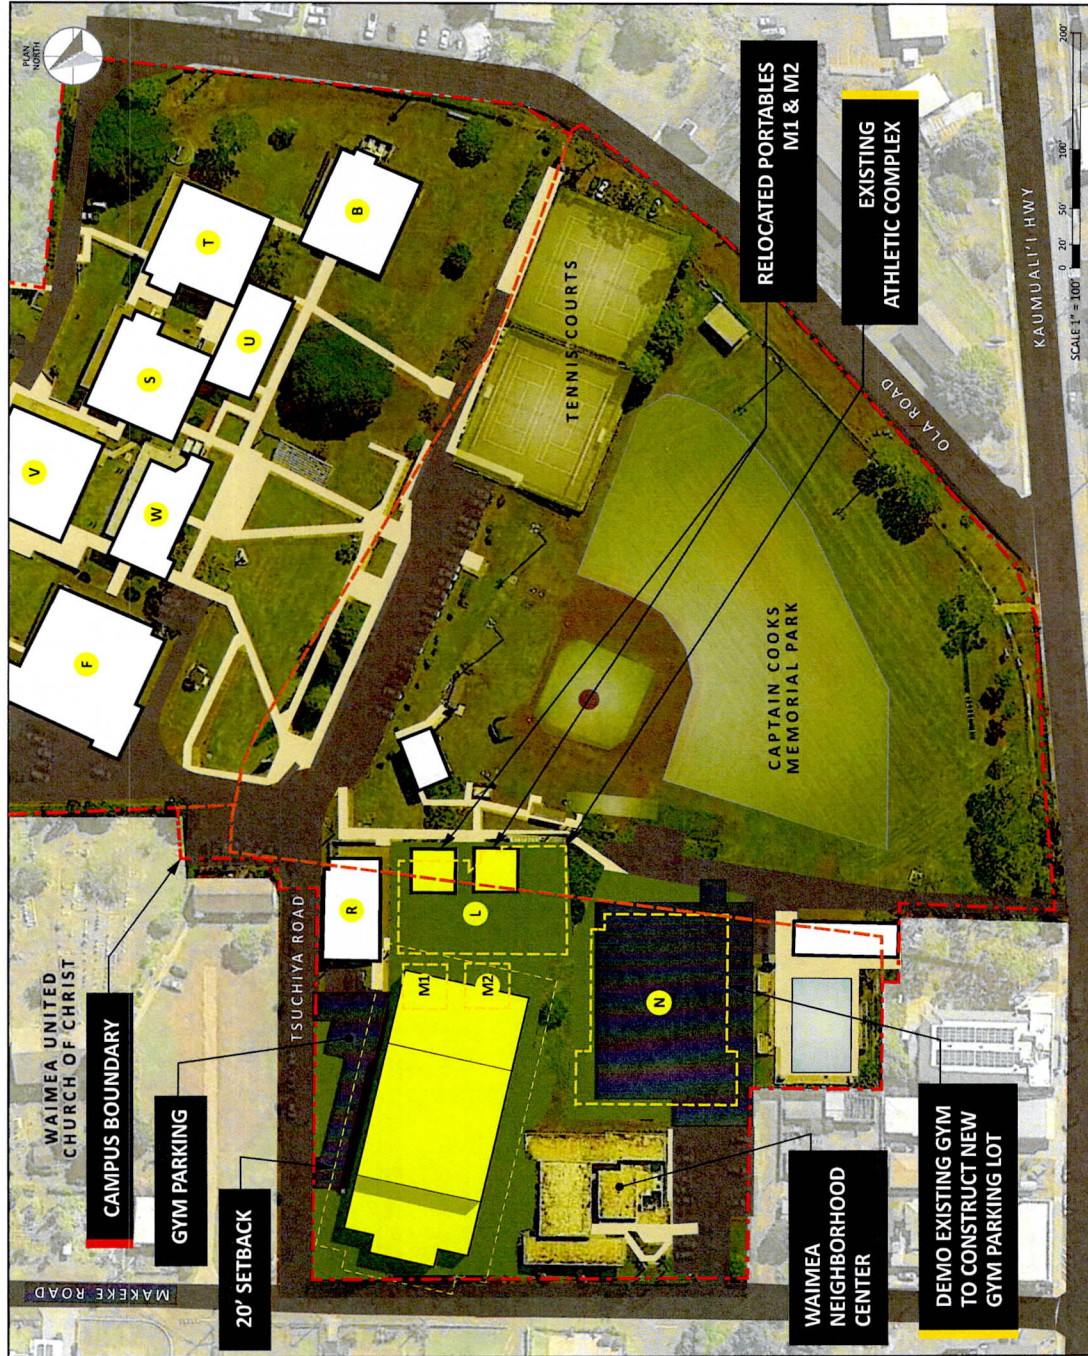 WAIMEA UNITED
CHURCH OF CHRIST
CAMPUS BOUNDARY
GYM PARKING
20' SETBACK
MAKEKE ROAD
TSUCHIYA ROAD
PLAN
NORTH
V
S
T
W
U
B
F
R
L
M1
M2
N
TENNIS COURTS
CAPTAIN COOKS
MEMORIAL PARK
OLA ROAD
KAUMUALI'I HWY
RELOCATED PORTABLES
M1 & M2
EXISTING
ATHLETIC COMPLEX
WAIMEA
NEIGHBORHOOD
CENTER
DEMO EXISTING GYM
TO CONSTRUCT NEW
GYM PARKING LOT
0 20' 50' 100' 200'
SCALE 1" = 100'